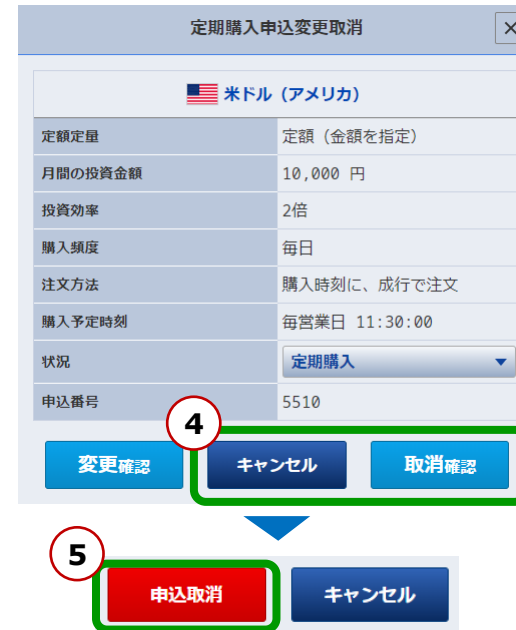 定期購入申込変更取消
米ドル（アメリカ）
定額定量 定額（金額を指定）
月間の投資金額 10,000 円
投資効率 2倍
購入頻度 毎日
注文方法 購入時刻に、成行で注文
購入予定時刻 毎営業日 11:30:00
状況 定期購入
申込番号 5510
4
変更確認 キャンセル 取消確認
5
申込取消 キャンセル